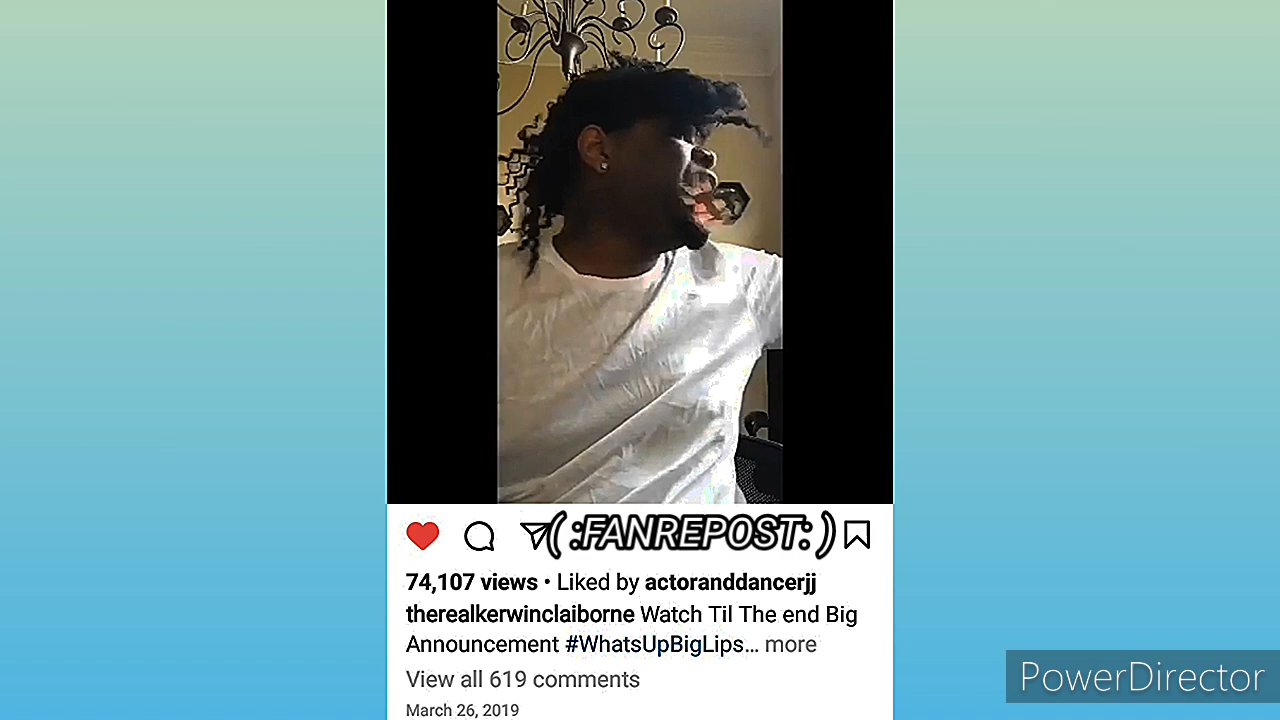 ( :FANREPOST: )
74,107 views • Liked by actoranddancerjj
therealkerwinclaiborne Watch Til The end Big
Announcement #WhatsUpBigLips... more
View all 619 comments
March 26, 2019
PowerDirector